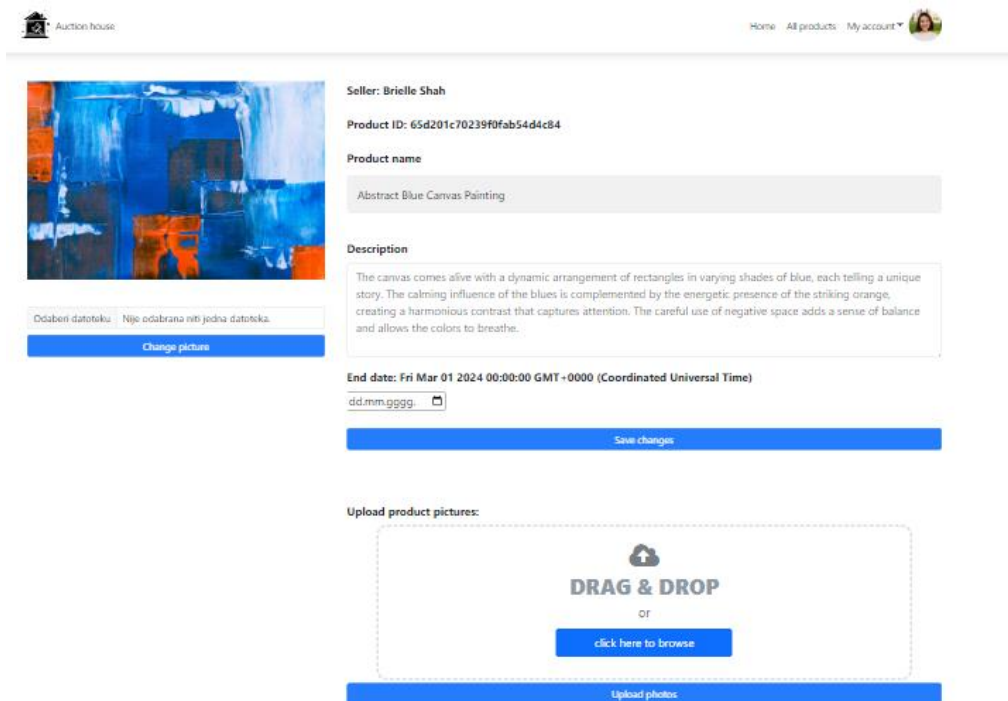 Auction house
Home All products My account
Seller: Brielle Shah
Product ID: 65d201c70239f0fab54d4c84
Product name
Abstract Blue Canvas Painting
Description
The canvas comes alive with a dynamic arrangement of rectangles in varying shades of blue, each telling a unique
story. The calming influence of the blues is complemented by the energetic presence of the striking orange,
creating a harmonious contrast that captures attention. The careful use of negative space adds a sense of balance
and allows the colors to breathe.
Odaberi datoteku Nije odabrana niti jedna datoteka.
Change picture
End date: Fri Mar 01 2024 00:00:00 GMT+0000 (Coordinated Universal Time)
dd.mm.gggg.
Save changes
Upload product pictures:
DRAG & DROP
or
click here to browse
Upload photos